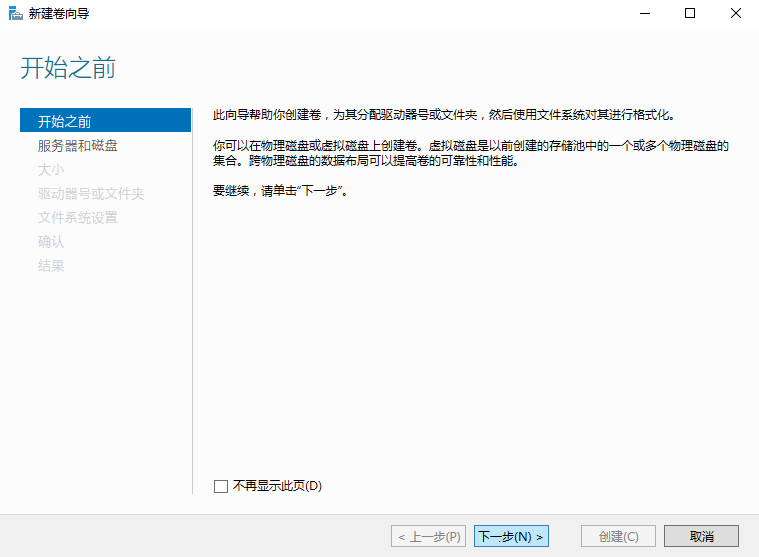 新建卷向导
开始之前
开始之前
服务器和磁盘
大小
驱动器号或文件夹
文件系统设置
确认
结果
此向导帮助你创建卷，为其分配驱动器号或文件夹，然后使用文件系统对其进行格式化。
你可以在物理磁盘或虚拟磁盘上创建卷。虚拟磁盘是以前创建的存储池中的一个或多个物理磁盘的
集合。跨物理磁盘的数据布局可以提高卷的可靠性和性能。
要继续，请单击“下一步”。
不再显示此页(D)
< 上一步(P) 下一步(N) > 创建(C) 取消